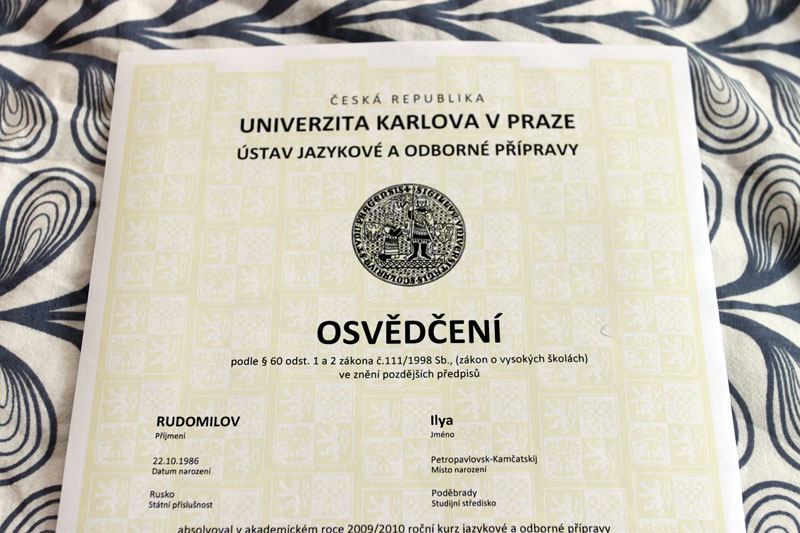 ČESKÁ REPUBLIKA
UNIVERZITA KARLOVA V PRAZE
ÚSTAV JAZYKOVÉ A ODBORNÉ PŘÍPRAVY
OSVĚDČENÍ
podle § 60 odst. 1 a 2 zákona č.111/1998 Sb., (zákon o vysokých školách)
ve znění pozdějších předpisů
RUDOMILOV Ilya
Příjmení Jméno
22.10.1986 Petropavlovsk-Kamčatskij
Datum narození Místo narození
Rusko Poděbrady
Státní příslušnost Studijní středisko
absolvoval v akademickém roce 2009/2010 roční kurz jazykové a odborné přípravy